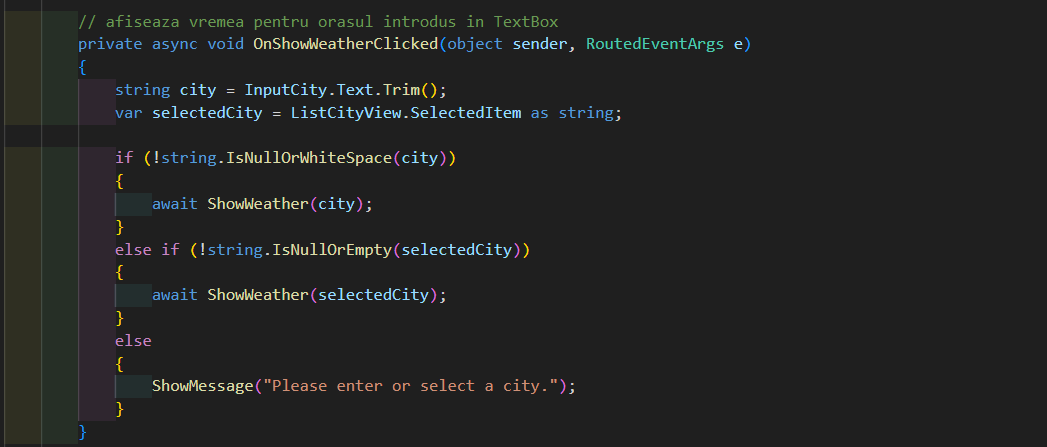 // afiseaza vremea pentru orasul introdus in TextBox
private async void OnShowWeatherClicked(object sender, RoutedEventArgs e)
{
    string city = InputCity.Text.Trim();
    var selectedCity = ListCityView.SelectedItem as string;

    if (!string.IsNullOrWhiteSpace(city))
    {
        await ShowWeather(city);
    }
    else if (!string.IsNullOrEmpty(selectedCity))
    {
        await ShowWeather(selectedCity);
    }
    else
    {
        ShowMessage("Please enter or select a city.");
    }
}